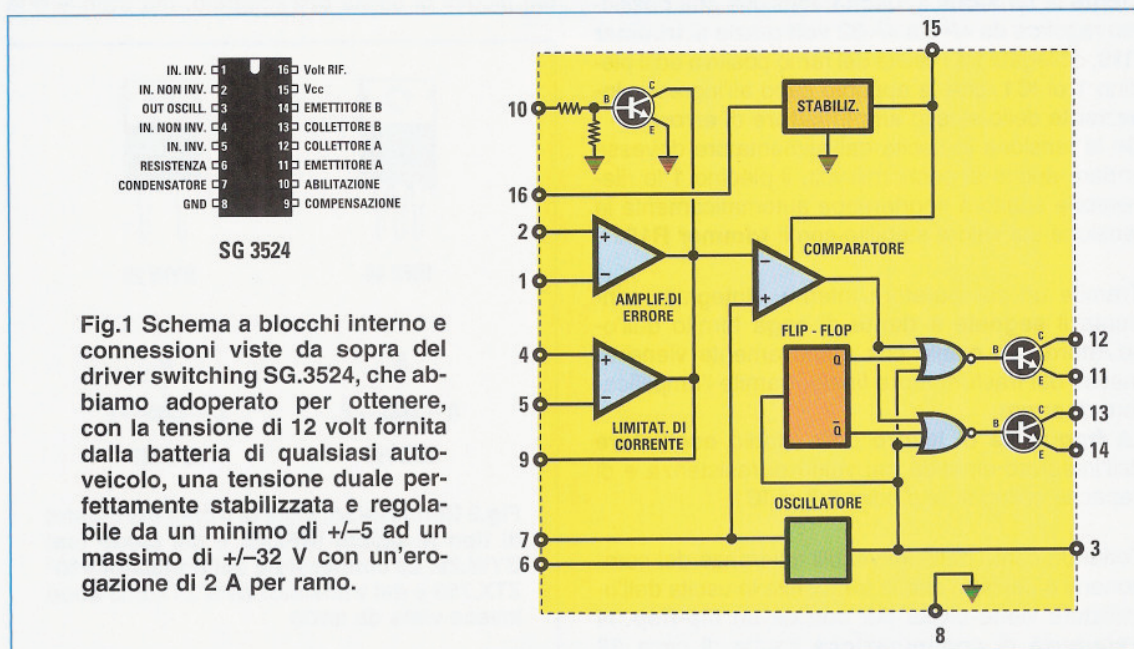 IN. INV. 1 16 Volt RIF.
IN. NON INV. 2 15 Vcc
OUT OSCILL. 3 14 EMETTITORE B
IN. NON INV. 4 13 COLLETTORE B
IN. INV. 5 12 COLLETTORE A
RESISTENZA 6 11 EMETTITORE A
CONDENSATORE 7 10 ABILITAZIONE
GND 8 9 COMPENSAZIONE
SG 3524
Fig.1 Schema a blocchi interno e
connessioni viste da sopra del
driver switching SG.3524, che ab-
biamo adoperato per ottenere,
con la tensione di 12 volt fornita
dalla batteria di qualsiasi auto-
veicolo, una tensione duale per-
fettamente stabilizzata e regola-
bile da un minimo di +/–5 ad un
massimo di +/–32 V con un'ero-
gazione di 2 A per ramo.
15
10
B
C
E
STABILIZ.
16
2
+
1
–
AMPLIF. DI
ERRORE
COMPARATORE
–
+
4
+
5
–
LIMITAT. DI
CORRENTE
9
FLIP - FLOP
Q
Q̅
B
C
E
12
11
B
C
E
13
14
OSCILLATORE
7
6
3
8